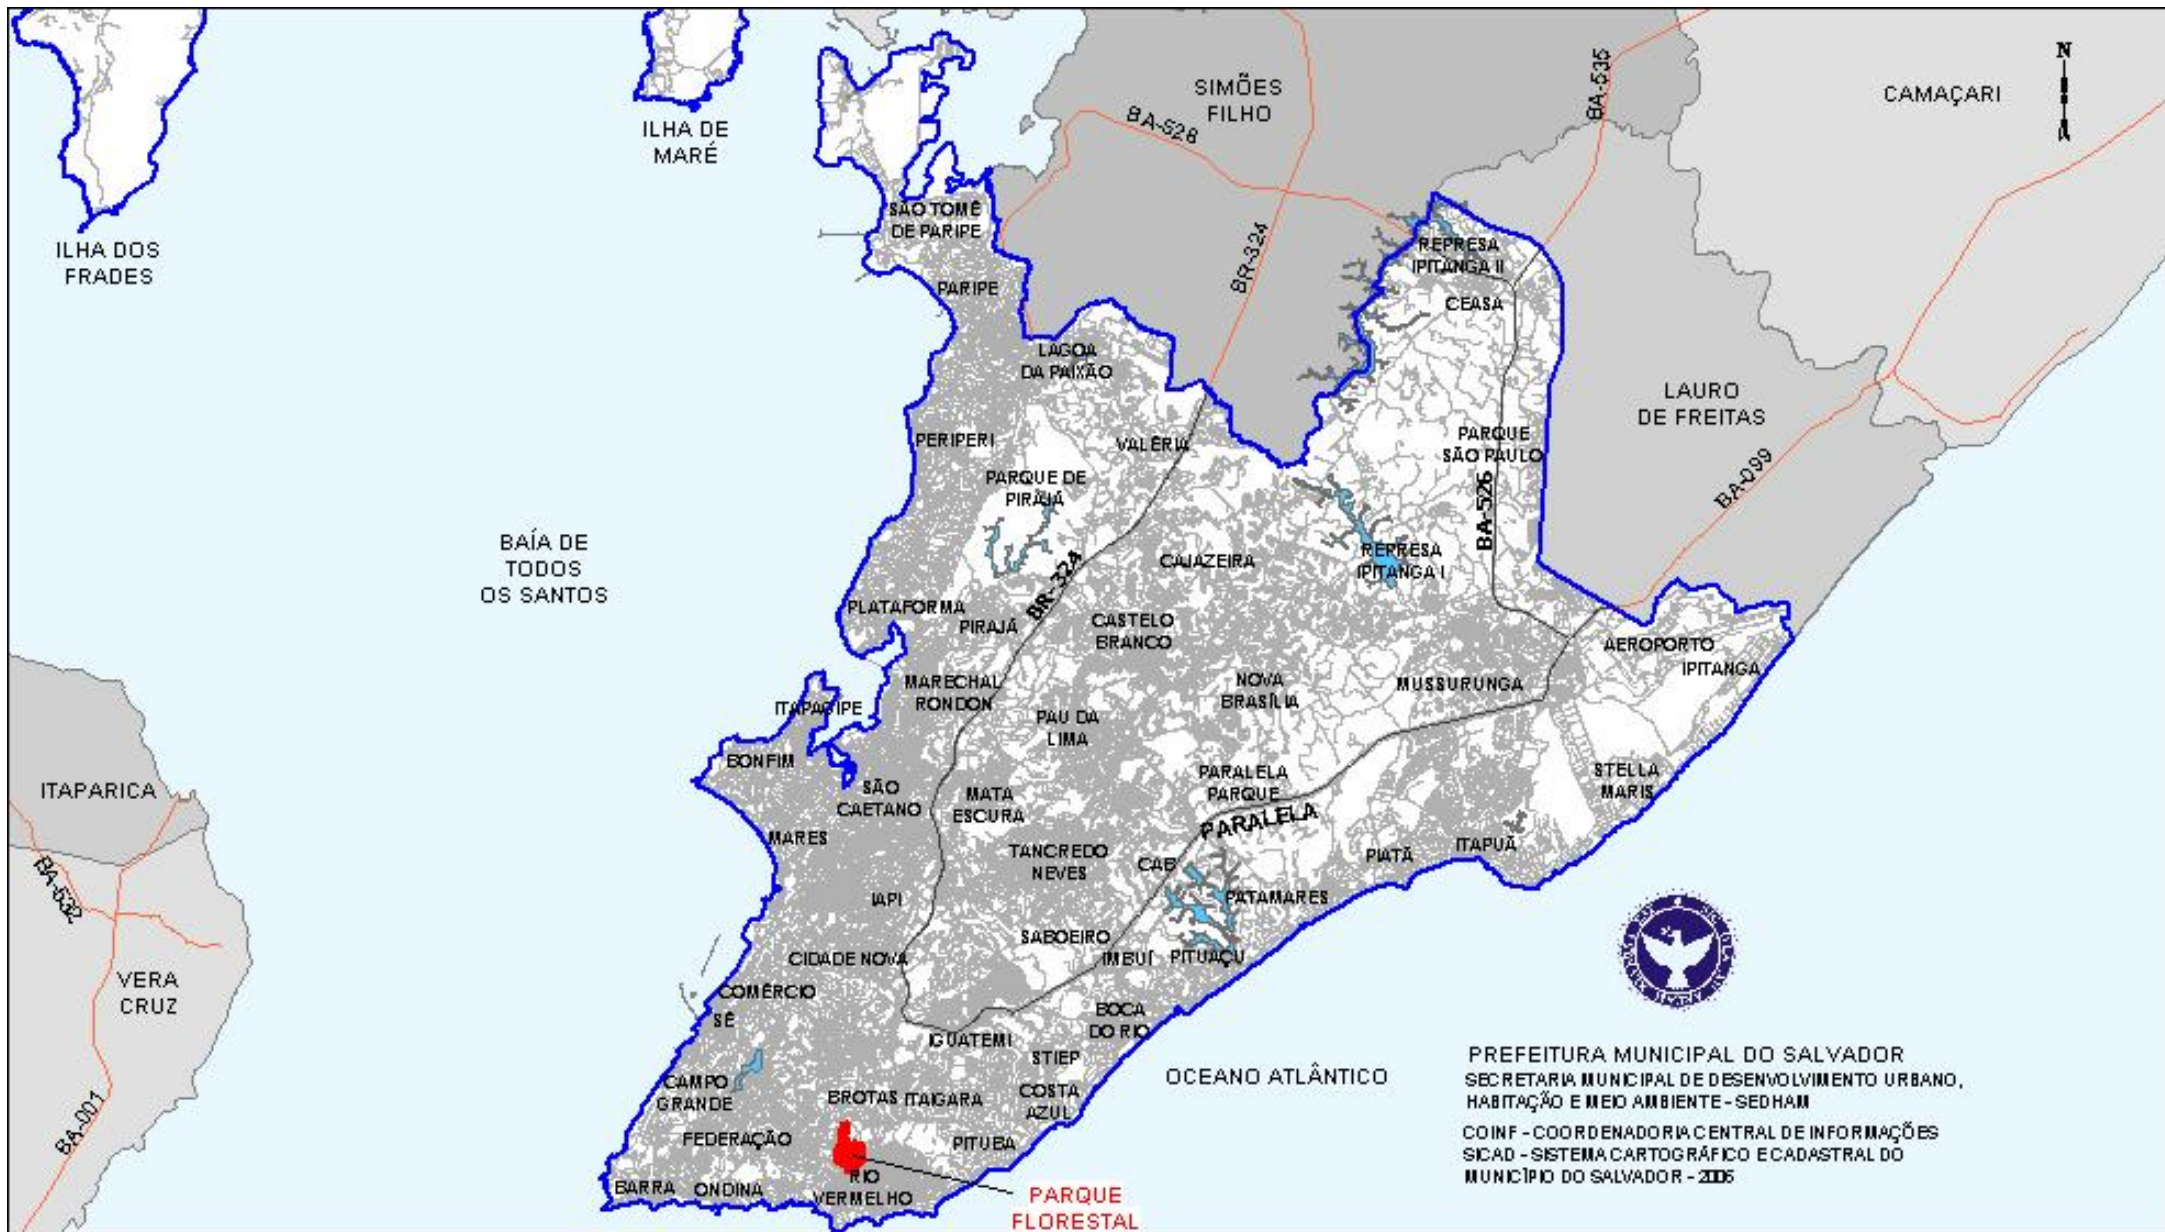 N
SIMÕES
FILHO
BA-535
CAMAÇARI
BA-528
ILHA DE
MARÉ
SÃO TOMÉ
DE PARIPE
ILHA DOS
FRADES
BR-324
REPRESA
IPITANGA II
PARIPE
CEASA
LAGOA
DA PAIXÃO
LAURO
DE FREITAS
PERIPERI
VALÉRIA
PARQUE
SÃO PAULO
PARQUE DE
PIRAJÁ
BA-099
BA-526
BAÍA DE
TODOS
OS SANTOS
CAJAZEIRA
REPRESA
IPITANGA I
BR-324
PLATAFORMA
PIRAJÁ
CASTELO
BRANCO
AEROPORTO
IPITANGA
MARECHAL
RONDON
NOVA
BRASÍLIA
MUSSURUNGA
ITAPAGIPE
PAU DA
LIMA
BONFIM
PARALELA
PARQUE
STELLA
MARIS
ITAPARICA
SÃO
CAETANO
MATA
ESCURA
PARALELA
MARES
ITAPUÃ
TANCREDO
NEVES
CAB
PIATÃ
BA-532
IAPI
PATAMARES
SABOEIRO
CIDADE NOVA
IMBUÍ
PITUAÇU
VERA
CRUZ
COMÉRCIO
SÉ
BOCA
DO RIO
IGUATEMI
STIEP
OCEANO ATLÂNTICO
CAMPO
GRANDE
BROTAS
ITAIGARA
COSTA
AZUL
BA-001
FEDERAÇÃO
PITUBA
RIO
VERMELHO
BARRA
ONDINA
PARQUE
FLORESTAL
PREFEITURA MUNICIPAL DO SALVADOR
SECRETARIA MUNICIPAL DE DESENVOLVIMENTO URBANO,
HABITAÇÃO E MEIO AMBIENTE - SEDHAM
COINF - COORDENADORIA CENTRAL DE INFORMAÇÕES
SICAD - SISTEMA CARTOGRÁFICO E CADASTRAL DO
MUNICÍPIO DO SALVADOR - 2006